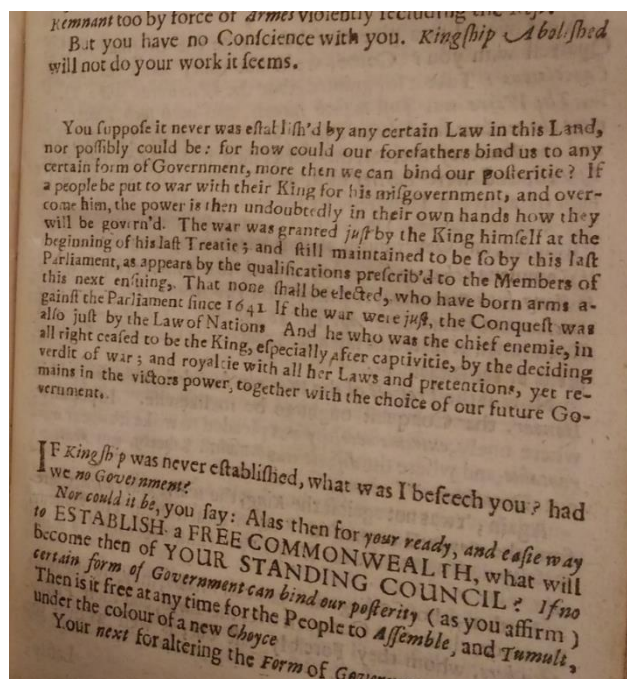 Remnant too by force of Armes violently secluding the Rest.
But you have no Conſcience with you. Kingſhip Aboliſhed
will not do your work it ſeems.
You ſuppoſe it never was eſtabliſh'd by any certain Law in this Land,
nor poſſibly could be: for how could our forefathers bind us to any
certain form of Government, more then we can bind our poſteritie? If
a people be put to war with their King for his miſgovernment, and over-
come him, the power is then undoubtedly in their own hands how they
will be govern'd. The war was granted juſt by the King himſelf at the
beginning of his laſt Treatie; and ſtill maintained to be ſo by this laſt
Parliament, as appears by the qualifications preſcrib'd to the Members of
this next enſuing, That none ſhall be elected, who have born arms a-
gainſt the Parliament ſince 1641. If the war were juſt, the Conqueſt was
alſo juſt by the Law of Nations. And he who was the chief enemie, in
all right ceaſed to be the King, eſpecially after captivitie, by the deciding
verdit of war; and royaltie with all her Laws and pretentions, yet re-
mains in the victors power, together with the choice of our future Go-
vernment.
IF Kingſhip was never eſtabliſhed, what was I beſeech you? had
we no Government?
Nor could it be, you ſay: Alas then for your ready, and eaſie way
to ESTABLISH a FREE COMMONWEALTH, what will
become then of YOUR STANDING COUNCIL? If no
certain form of Government can bind our poſterity (as you affirm)
Then is it free at any time for the People to Aſſemble, and Tumult,
under the colour of a new Choyce
Your next for altering the Form of